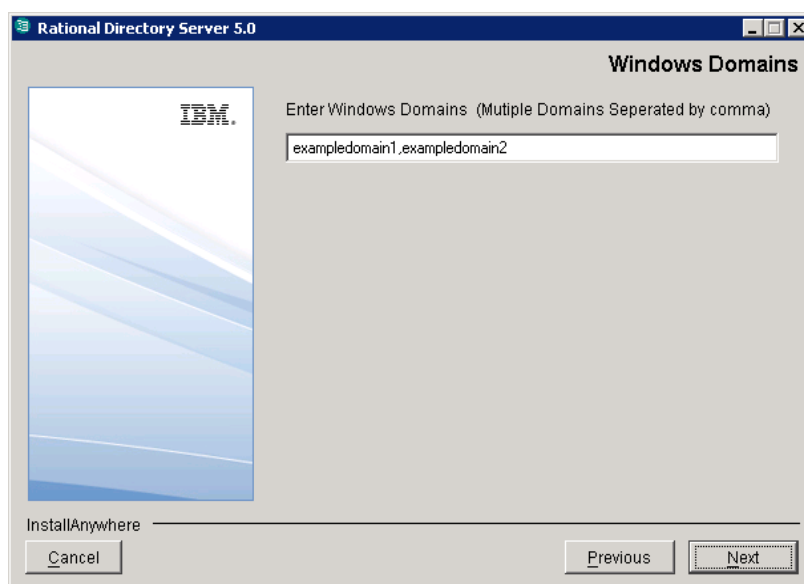 Rational Directory Server 5.0
Windows Domains
IBM.
Enter Windows Domains (Mutiple Domains Seperated by comma)
exampledomain1,exampledomain2
InstallAnywhere
Cancel
Previous
Next